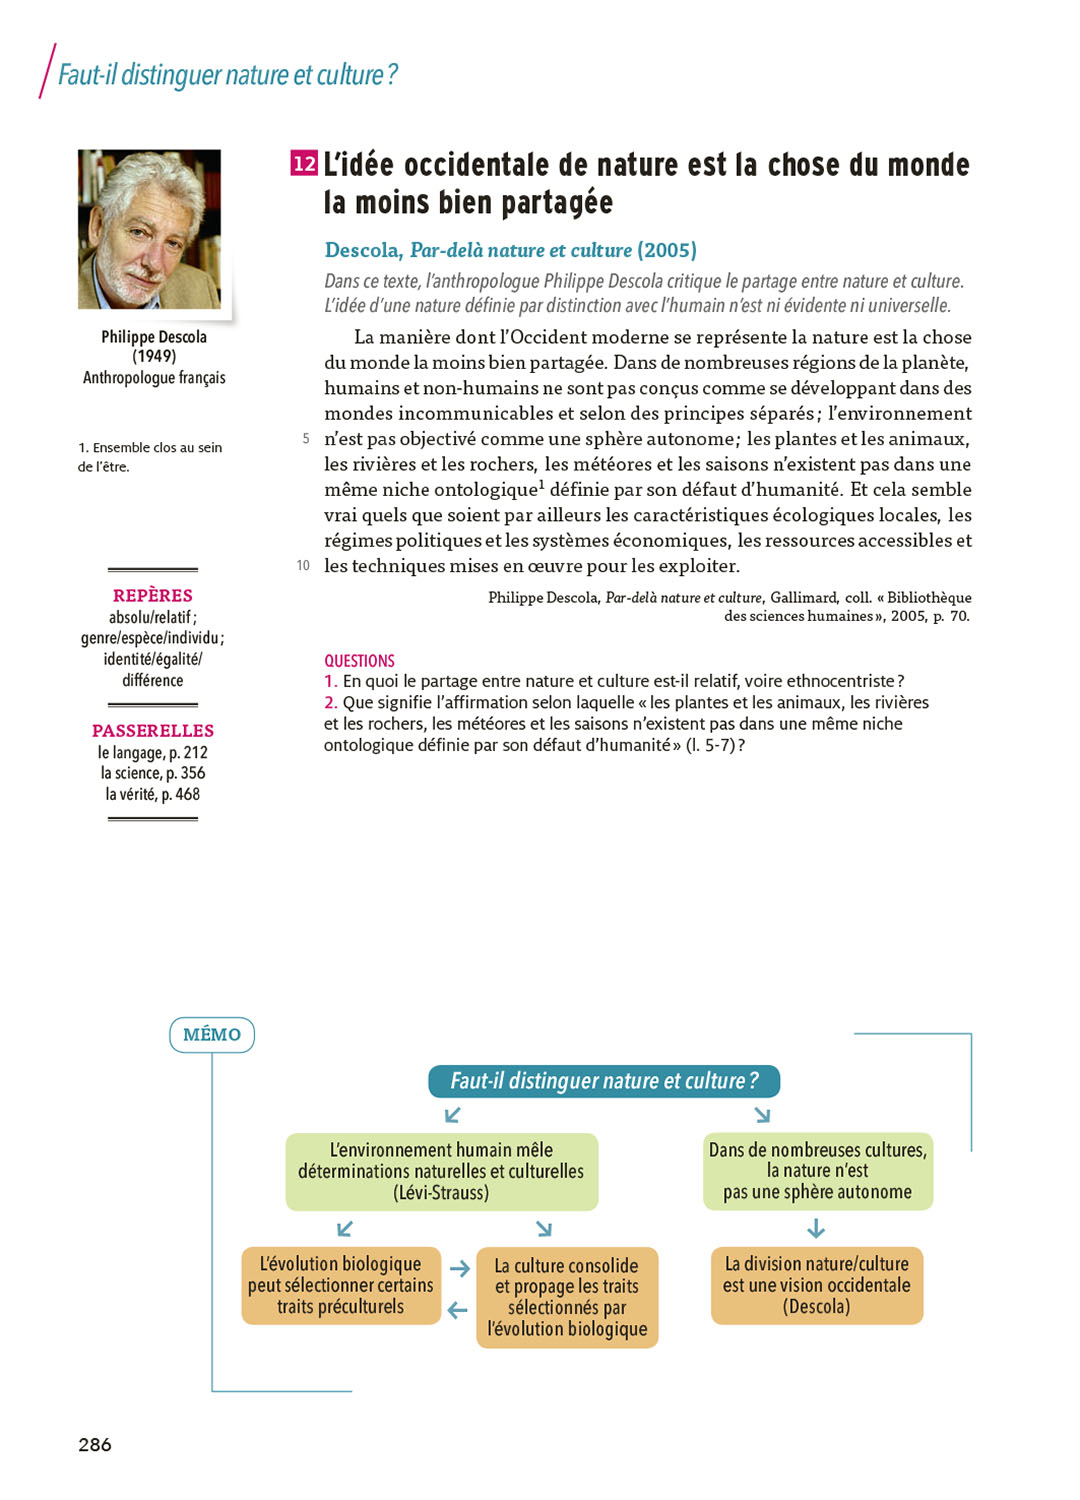 Faut-il distinguer nature et culture ?
Philippe Descola
(1949)
Anthropologue français
1. Ensemble clos au sein
de l'être.
REPÈRES
absolu/relatif ;
genre/espèce/individu ;
identité/égalité/
différence
PASSERELLES
le langage, p. 212
la science, p. 356
la vérité, p. 468
12 L'idée occidentale de nature est la chose du monde
la moins bien partagée
Descola, Par-delà nature et culture (2005)
Dans ce texte, l'anthropologue Philippe Descola critique le partage entre nature et culture.
L'idée d'une nature définie par distinction avec l'humain n'est ni évidente ni universelle.
La manière dont l'Occident moderne se représente la nature est la chose
du monde la moins bien partagée. Dans de nombreuses régions de la planète,
humains et non-humains ne sont pas conçus comme se développant dans des
mondes incommunicables et selon des principes séparés ; l'environnement
5 n'est pas objectivé comme une sphère autonome ; les plantes et les animaux,
les rivières et les rochers, les météores et les saisons n'existent pas dans une
même niche ontologique1 définie par son défaut d'humanité. Et cela semble
vrai quels que soient par ailleurs les caractéristiques écologiques locales, les
régimes politiques et les systèmes économiques, les ressources accessibles et
10 les techniques mises en œuvre pour les exploiter.
Philippe Descola, Par-delà nature et culture, Gallimard, coll. « Bibliothèque
des sciences humaines », 2005, p. 70.
QUESTIONS
1. En quoi le partage entre nature et culture est-il relatif, voire ethnocentriste ?
2. Que signifie l'affirmation selon laquelle « les plantes et les animaux, les rivières
et les rochers, les météores et les saisons n'existent pas dans une même niche
ontologique définie par son défaut d'humanité » (l. 5-7) ?
MÉMO
Faut-il distinguer nature et culture ?
L'environnement humain mêle
déterminations naturelles et culturelles
(Lévi-Strauss)
Dans de nombreuses cultures,
la nature n'est
pas une sphère autonome
L'évolution biologique
peut sélectionner certains
traits préculturels
La culture consolide
et propage les traits
sélectionnés par
l'évolution biologique
La division nature/culture
est une vision occidentale
(Descola)
286